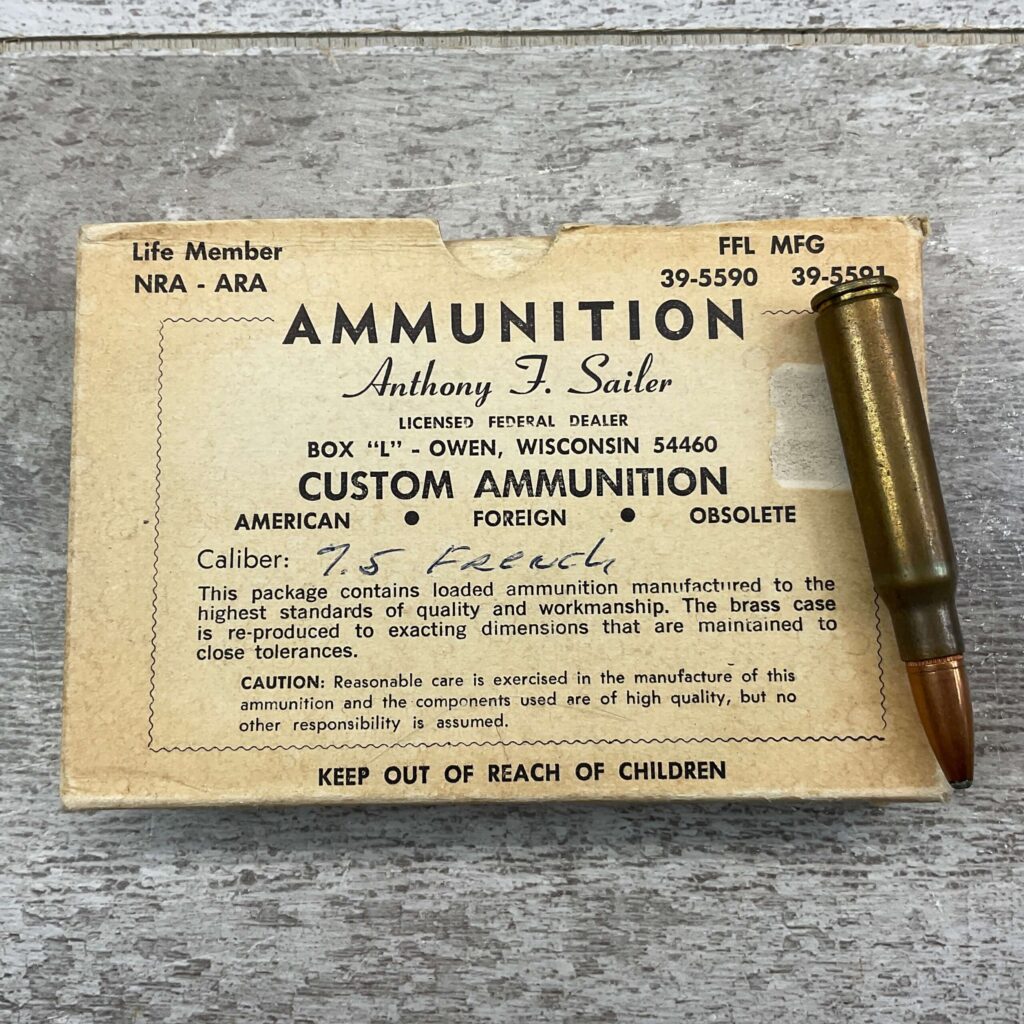 Life Member
FFL MFG
NRA - ARA
39-5590 39-5591
AMMUNITION
Anthony F. Sailer
LICENSED FEDERAL DEALER
BOX "L" - OWEN, WISCONSIN 54460
CUSTOM AMMUNITION
AMERICAN • FOREIGN • OBSOLETE
Caliber: 7.5 FRENCH
This package contains loaded ammunition manufactured to the
highest standards of quality and workmanship. The brass case
is re-produced to exacting dimensions that are maintained to
close tolerances.
CAUTION: Reasonable care is exercised in the manufacture of this
ammunition and the components used are of high quality, but no
other responsibility is assumed.
KEEP OUT OF REACH OF CHILDREN